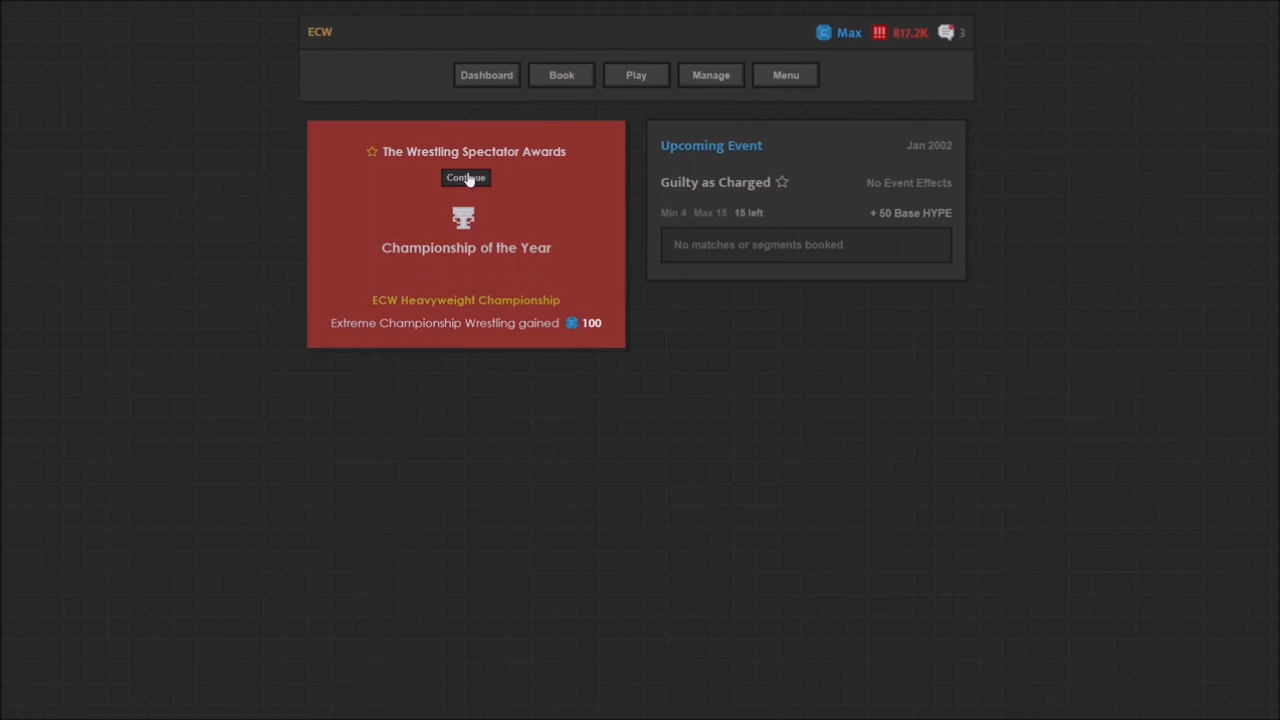 ECW
Max 817.2K 3
Dashboard Book Play Manage Menu
The Wrestling Spectator Awards
Continue
Championship of the Year
ECW Heavyweight Championship
Extreme Championship Wrestling gained 100
Upcoming Event Jan 2002
Guilty as Charged No Event Effects
Min 4 Max 15 15 left + 50 Base HYPE
No matches or segments booked